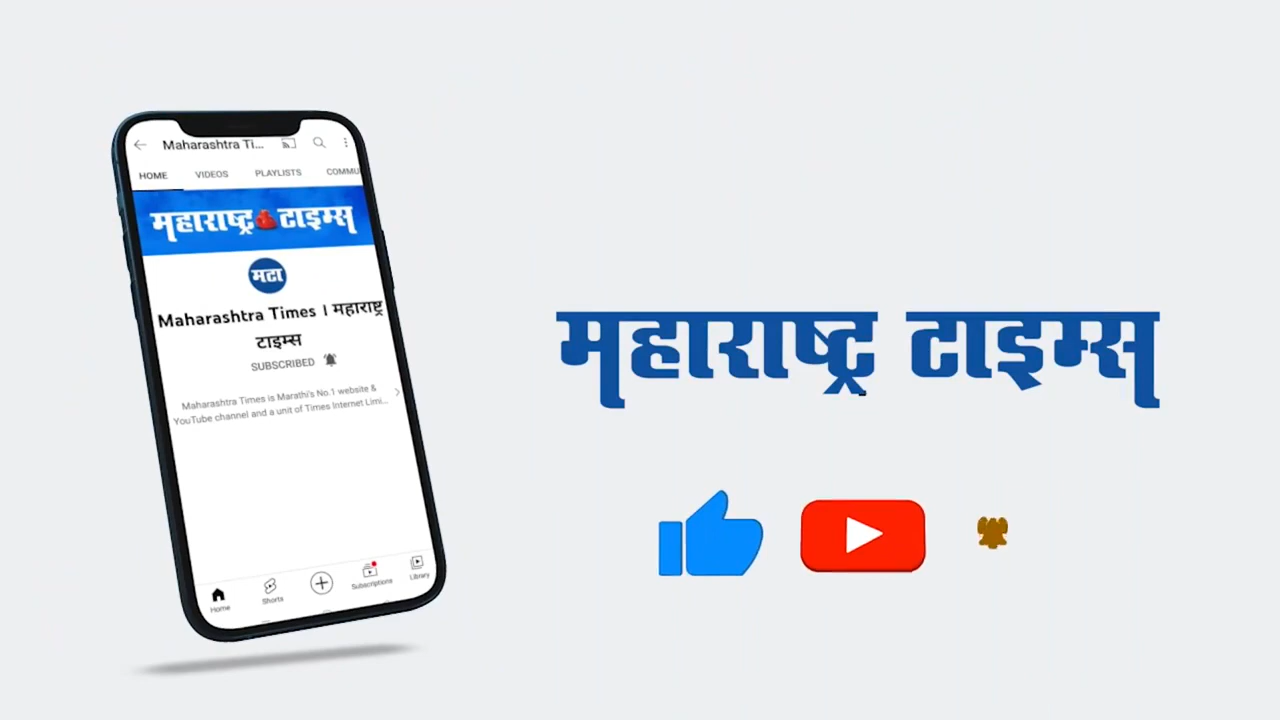 Maharashtra Ti...
HOME VIDEOS PLAYLISTS COMMU
महाराष्ट्र टाइम्स
मटा
Maharashtra Times । महाराष्ट्र
टाइम्स
SUBSCRIBED
Maharashtra Times is Marathi's No.1 website &
YouTube channel and a unit of Times Internet Limi...
Home Shorts Subscriptions Library
महाराष्ट्र टाइम्स